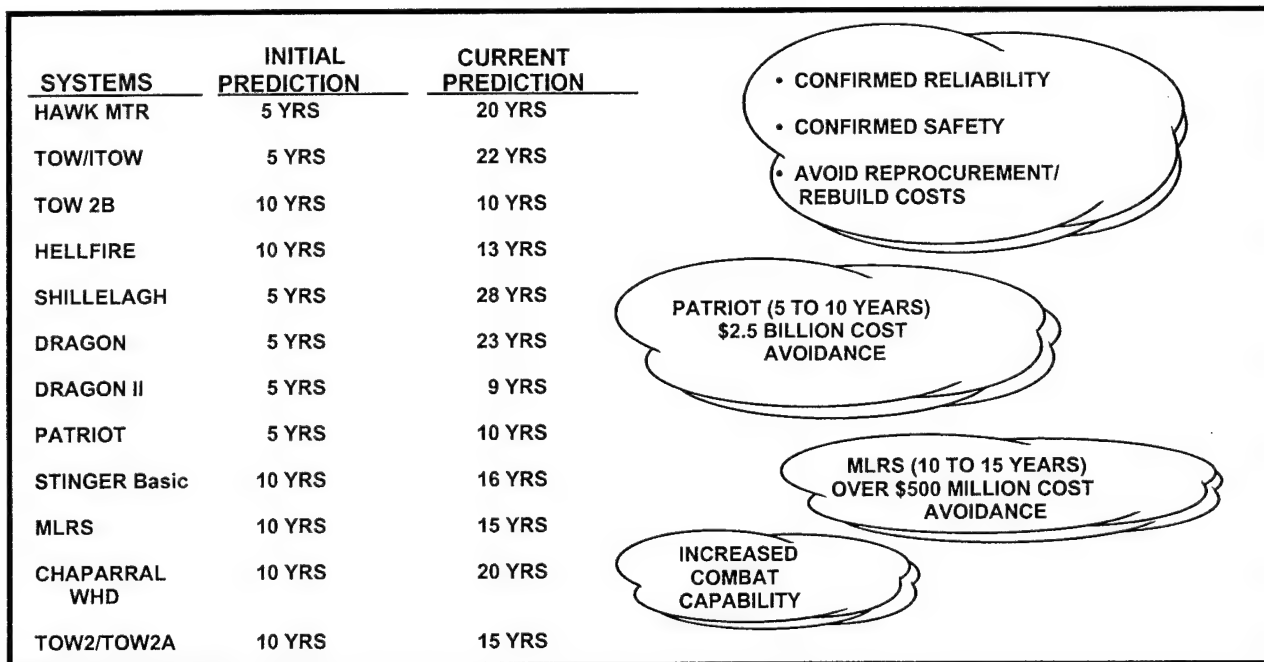 SYSTEMS INITIAL PREDICTION CURRENT PREDICTION
HAWK MTR 5 YRS 20 YRS
TOW/ITOW 5 YRS 22 YRS
TOW 2B 10 YRS 10 YRS
HELLFIRE 10 YRS 13 YRS
SHILLELAGH 5 YRS 28 YRS
DRAGON 5 YRS 23 YRS
DRAGON II 5 YRS 9 YRS
PATRIOT 5 YRS 10 YRS
STINGER Basic 10 YRS 16 YRS
MLRS 10 YRS 15 YRS
CHAPARRAL 10 YRS 20 YRS
WHD
TOW2/TOW2A 10 YRS 15 YRS
• CONFIRMED RELIABILITY
• CONFIRMED SAFETY
• AVOID REPROCUREMENT/
REBUILD COSTS
PATRIOT (5 TO 10 YEARS)
$2.5 BILLION COST
AVOIDANCE
MLRS (10 TO 15 YEARS)
OVER $500 MILLION COST
AVOIDANCE
INCREASED
COMBAT
CAPABILITY